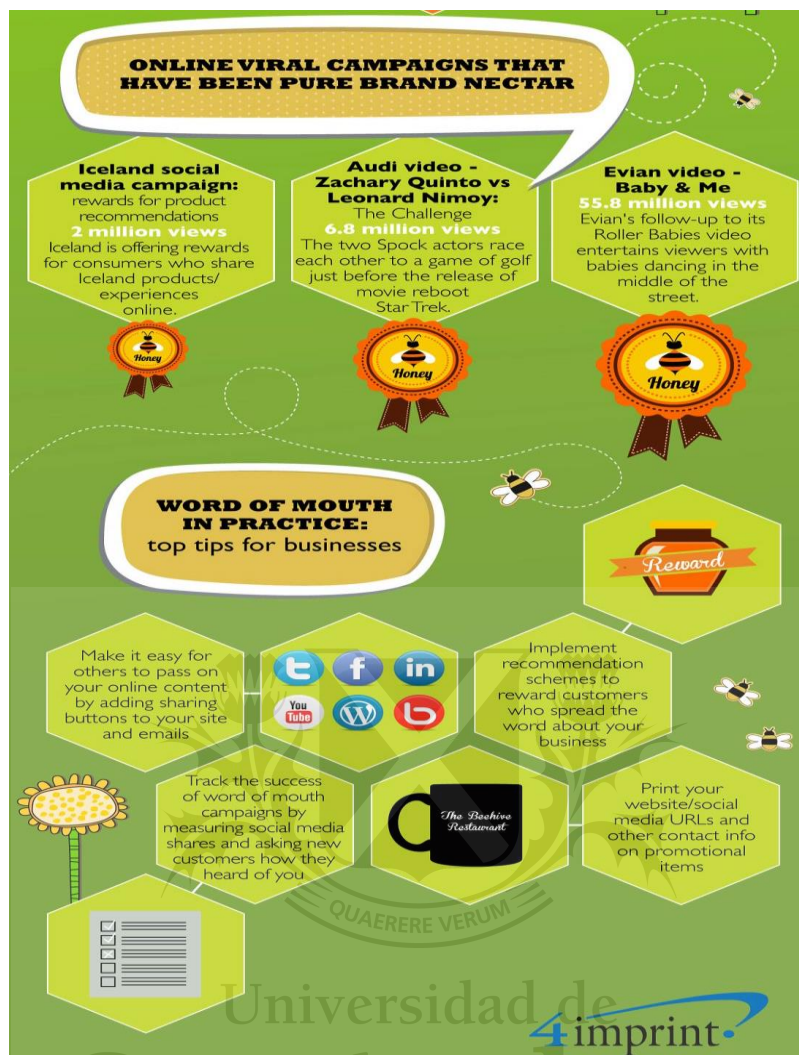 ONLINE VIRAL CAMPAIGNS THAT
HAVE BEEN PURE BRAND NECTAR
Iceland social
media campaign:
rewards for product
recommendations
2 million views
Iceland is offering rewards
for consumers who share
Iceland products/
experiences
online.
Honey
Audi video -
Zachary Quinto vs
Leonard Nimoy:
The Challenge
6.8 million views
The two Spock actors race
each other to a game of golf
just before the release of
movie reboot
Star Trek.
Honey
Evian video -
Baby & Me
55.8 million views
Evian's follow-up to its
Roller Babies video
entertains viewers with
babies dancing in the
middle of the
street.
Honey
WORD OF MOUTH
IN PRACTICE:
top tips for businesses
Reward
Make it easy for
others to pass on
your online content
by adding sharing
buttons to your site
and emails
t f in
You
Tube
W b
Implement
recommendation
schemes to
reward customers
who spread the
word about your
business
Track the success
of word of mouth
campaigns by
measuring social media
shares and asking new
customers how they
heard of you
The Beehive
Restaurant
Print your
website/social
media URLs and
other contact info
on promotional
items
QUAERERE VERUM
Universidad de
4imprint